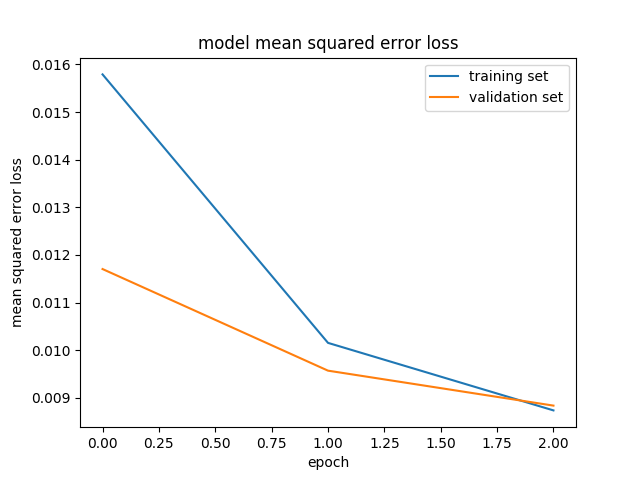 model mean squared error loss
0.016
0.015
0.014
0.013
0.012
0.011
0.010
0.009
mean squared error loss
training set
validation set
0.00 0.25 0.50 0.75 1.00 1.25 1.50 1.75 2.00
epoch